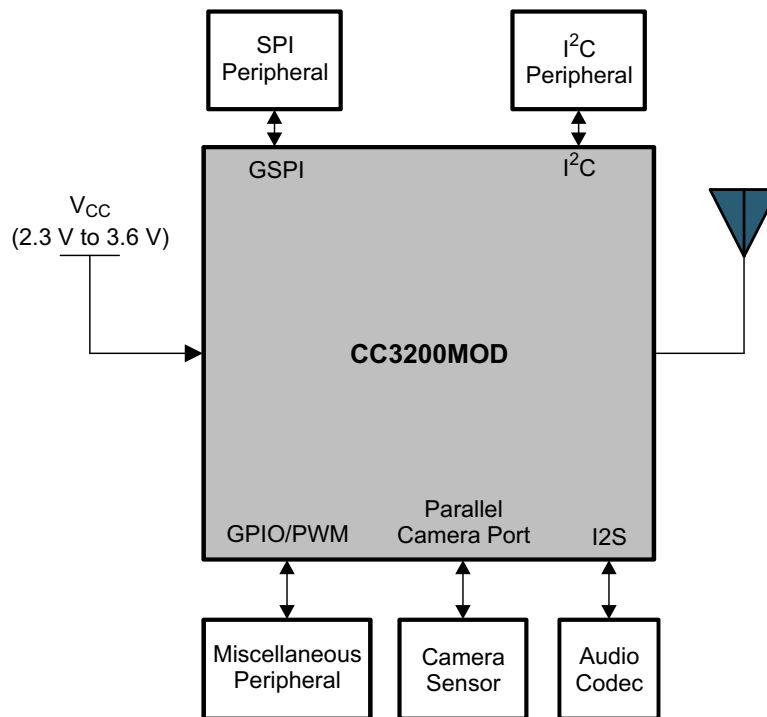 SPI
Peripheral
I²C
Peripheral
GSPI
I²C
VCC
(2.3 V to 3.6 V)
CC3200MOD
GPIO/PWM
Parallel
Camera Port
I2S
Miscellaneous
Peripheral
Camera
Sensor
Audio
Codec